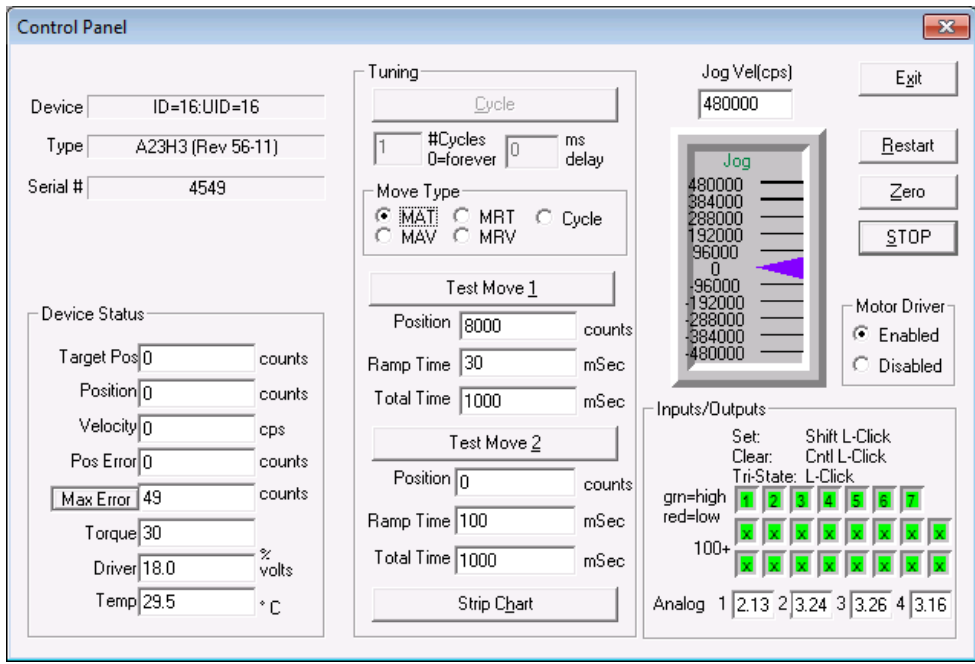 Control Panel
Device ID=16:UID=16
Type A23H3 (Rev 56-11)
Serial # 4549
Device Status
Target Pos 0 counts
Position 0 counts
Velocity 0 cps
Pos Error 0 counts
Max Error 49 counts
Torque 30 %
Driver 18.0 volts
Temp 29.5 ° C
Tuning
Cycle
1 #Cycles 0 ms
0=forever delay
Move Type
MAT MRT Cycle
MAV MRV
Test Move 1
Position 8000 counts
Ramp Time 30 mSec
Total Time 1000 mSec
Test Move 2
Position 0 counts
Ramp Time 100 mSec
Total Time 1000 mSec
Strip Chart
Jog Vel(cps)
480000
Jog
480000
384000
288000
192000
96000
0
-96000
-192000
-288000
-384000
-480000
Exit
Restart
Zero
STOP
Motor Driver
Enabled
Disabled
Inputs/Outputs
Set: Shift L-Click
Clear: Cntl L-Click
Tri-State: L-Click
grn=high 1 2 3 4 5 6 7
red=low x x x x x x x x
100+ x x x x x x x x
Analog 1 2.13 2 3.24 3 3.26 4 3.16